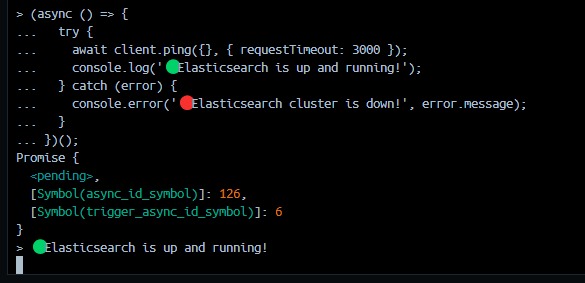 > (async () => {
...   try {
...     await client.ping({}, { requestTimeout: 3000 });
...     console.log('🟢Elasticsearch is up and running!');
...   } catch (error) {
...     console.error('🔴Elasticsearch cluster is down!', error.message);
...   }
... })();
Promise {
  <pending>,
  [Symbol(async_id_symbol)]: 126,
  [Symbol(trigger_async_id_symbol)]: 6
}
> 🟢Elasticsearch is up and running!